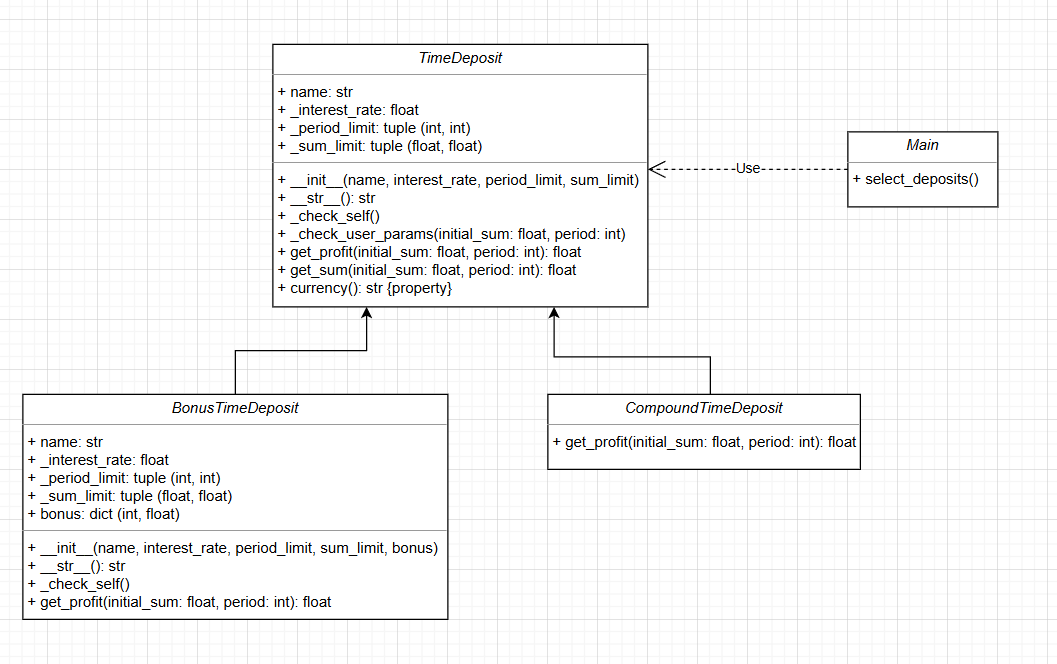 TimeDeposit
+ name: str
+ _interest_rate: float
+ _period_limit: tuple (int, int)
+ _sum_limit: tuple (float, float)
+ __init__(name, interest_rate, period_limit, sum_limit)
+ __str__(): str
+ _check_self()
+ _check_user_params(initial_sum: float, period: int)
+ get_profit(initial_sum: float, period: int): float
+ get_sum(initial_sum: float, period: int): float
+ currency(): str {property}
Use
Main
+ select_deposits()
BonusTimeDeposit
+ name: str
+ _interest_rate: float
+ _period_limit: tuple (int, int)
+ _sum_limit: tuple (float, float)
+ bonus: dict (int, float)
+ __init__(name, interest_rate, period_limit, sum_limit, bonus)
+ __str__(): str
+ _check_self()
+ get_profit(initial_sum: float, period: int): float
CompoundTimeDeposit
+ get_profit(initial_sum: float, period: int): float